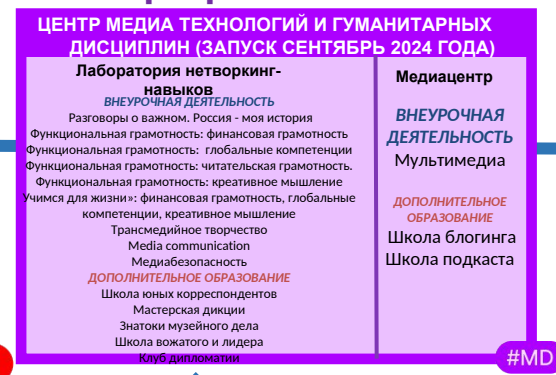 ЦЕНТР МЕДИА ТЕХНОЛОГИЙ И ГУМАНИТАРНЫХ
ДИСЦИПЛИН (ЗАПУСК СЕНТЯБРЬ 2024 ГОДА)
Лаборатория нетворкинг-
навыков
ВНЕУРОЧНАЯ ДЕЯТЕЛЬНОСТЬ
Разговоры о важном. Россия - моя история
Функциональная грамотность: финансовая грамотность
Функциональная грамотность: глобальные компетенции
Функциональная грамотность: читательская грамотность.
Функциональная грамотность: креативное мышление
Учимся для жизни»: финансовая грамотность, глобальные
компетенции, креативное мышление
Трансмедийное творчество
Media communication
Медиабезопасность
ДОПОЛНИТЕЛЬНОЕ ОБРАЗОВАНИЕ
Школа юных корреспондентов
Мастерская дикции
Знатоки музейного дела
Школа вожатого и лидера
Клуб дипломатии
Медиацентр
ВНЕУРОЧНАЯ
ДЕЯТЕЛЬНОСТЬ
Мультимедиа
ДОПОЛНИТЕЛЬНОЕ
ОБРАЗОВАНИЕ
Школа блогинга
Школа подкаста
#MD